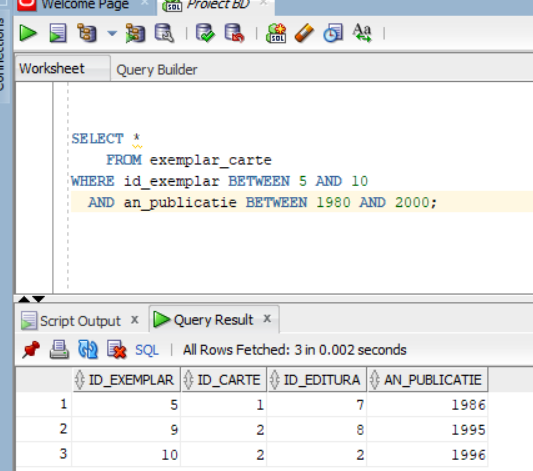 Connections
Welcome Page
Proiect BD
Worksheet
Query Builder
SELECT *
FROM exemplar_carte
WHERE id_exemplar BETWEEN 5 AND 10
AND an_publicatie BETWEEN 1980 AND 2000;
Script Output x
Query Result x
SQL | All Rows Fetched: 3 in 0.002 seconds
ID_EXEMPLAR ID_CARTE ID_EDITURA AN_PUBLICATIE
1 5 1 7 1986
2 9 2 8 1995
3 10 2 2 1996